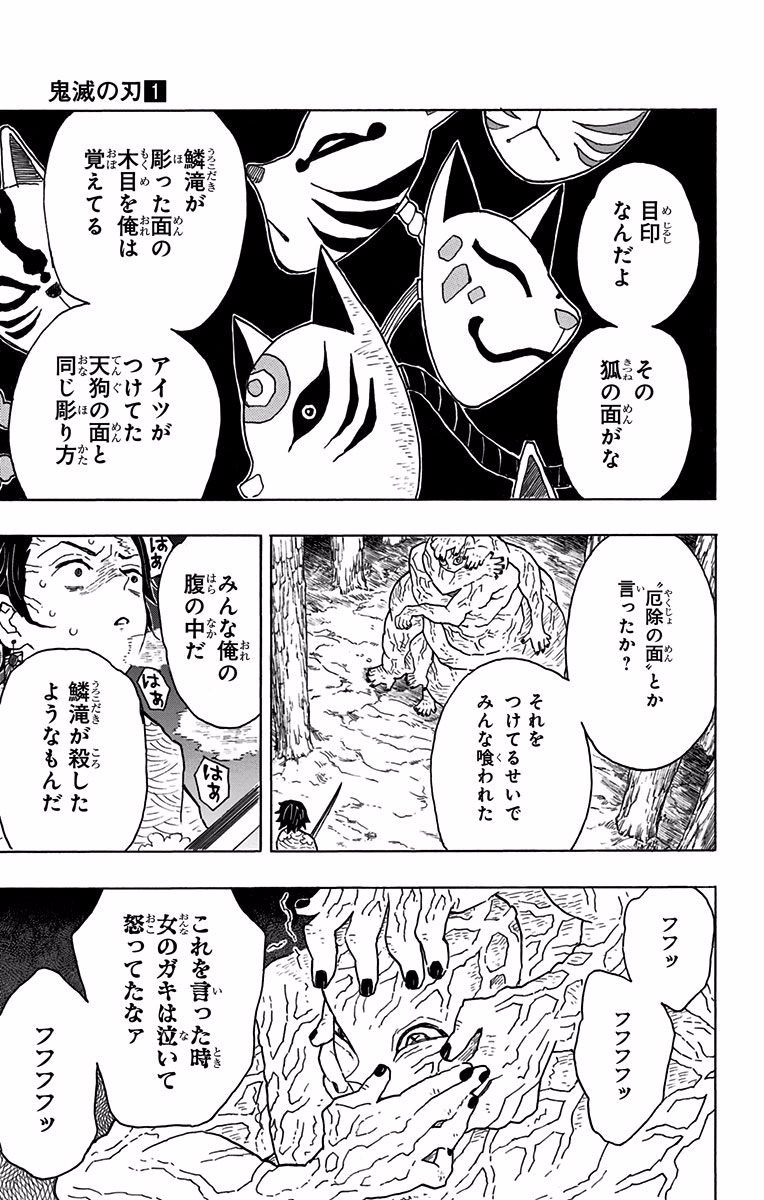 鬼滅の刃1
目印
なんだよ
その
狐の面がな
鱗滝が
彫った面の
木目を俺は
覚えてる
アイツが
つけてた
天狗の面と
同じ彫り方
〝厄除の面〟とか
言ったか?
それを
つけてるせいで
みんな喰われた
みんな俺の
腹の中だ
はぁ
はぁ
はぁ
鱗滝が殺した
ようなもんだ
フフッ
フフフフッ
これを言った時
女のガキは泣いて
怒ってたなァ
フフフフッ